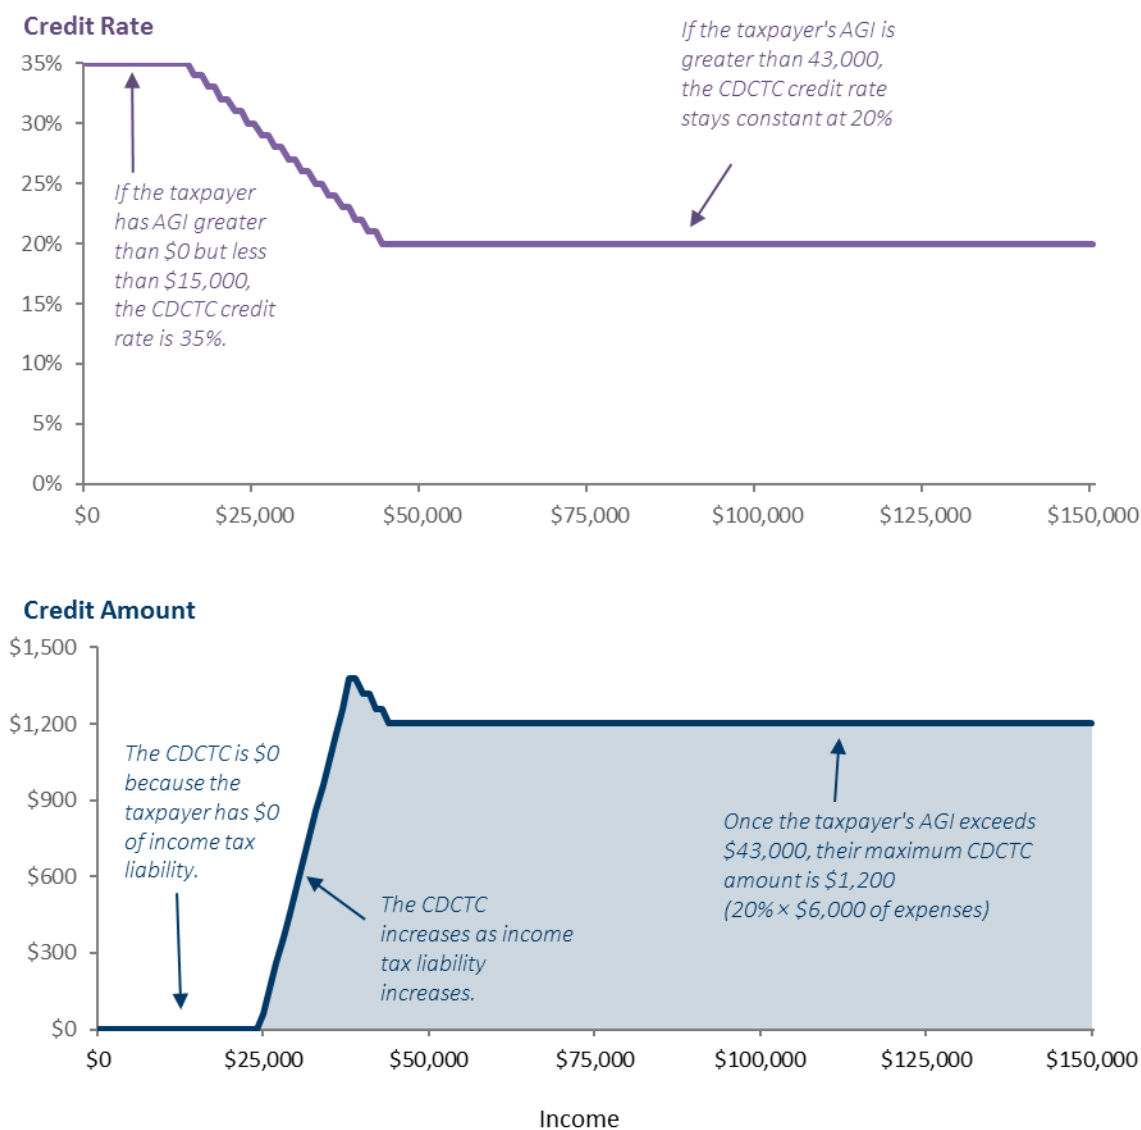 Credit Rate
35%
30%
25%
20%
15%
10%
5%
0%
If the taxpayer
has AGI greater
than $0 but less
than $15,000,
the CDCTC credit
rate is 35%.
If the taxpayer's AGI is
greater than 43,000,
the CDCTC credit rate
stays constant at 20%
$0 $25,000 $50,000 $75,000 $100,000 $125,000 $150,000
Credit Amount
$1,500
$1,200
$900
$600
$300
$0
The CDCTC is $0
because the
taxpayer has $0
of income tax
liability.
The CDCTC
increases as income
tax liability
increases.
Once the taxpayer's AGI exceeds
$43,000, their maximum CDCTC
amount is $1,200
(20% × $6,000 of expenses)
$0 $25,000 $50,000 $75,000 $100,000 $125,000 $150,000
Income